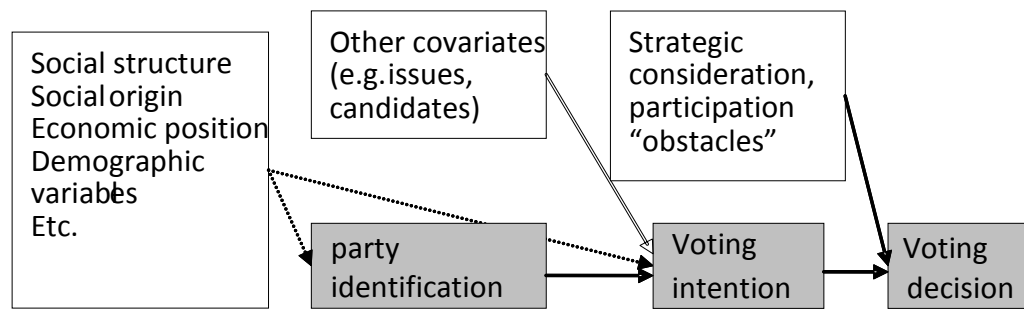 Social structure
Social origin
Economic position
Demographic
variables
Etc.
Other covariates
(e.g. issues,
candidates)
Strategic
consideration,
participation
“obstacles”
party
identification
Voting
intention
Voting
decision